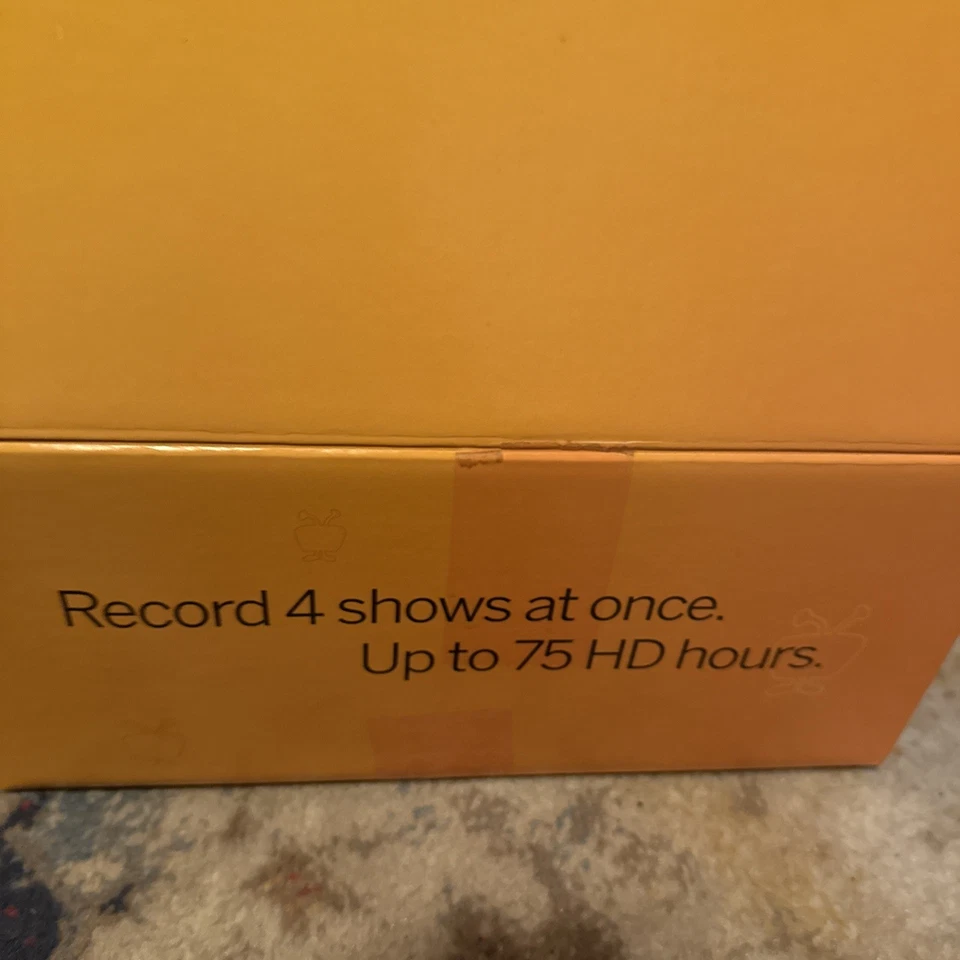 Record 4 shows at once.
Up to 75 HD hours.